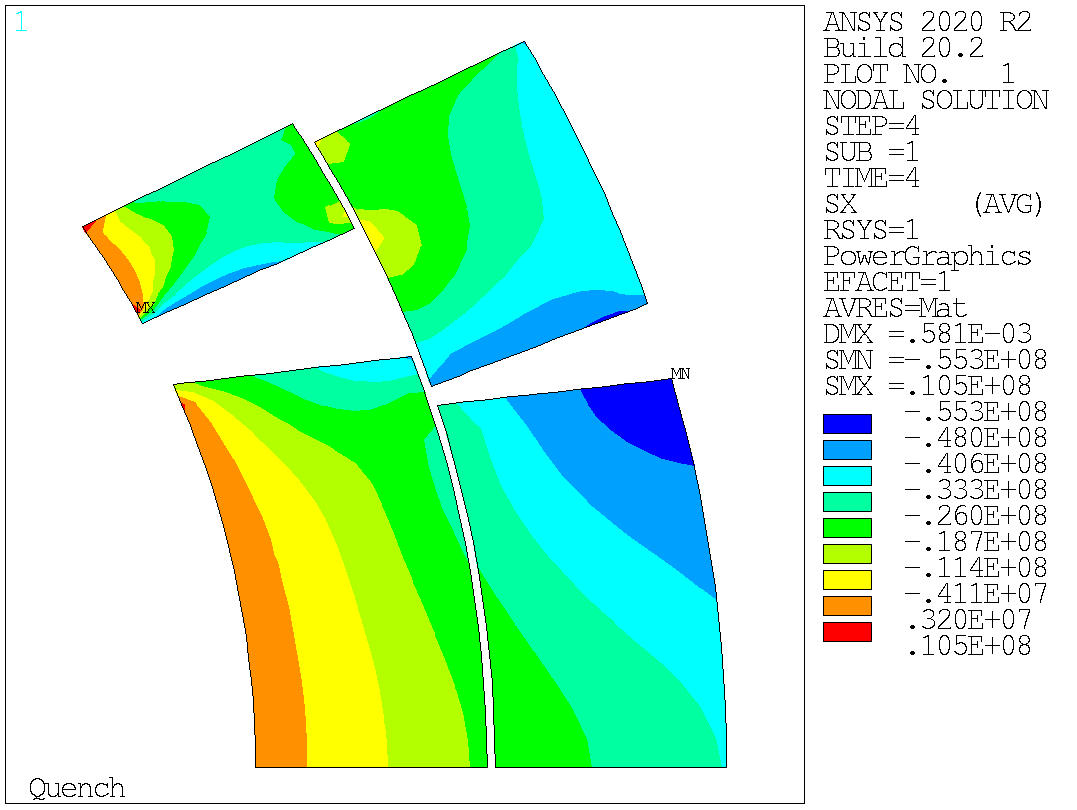 1
ANSYS 2020 R2
Build 20.2
PLOT NO. 1
NODAL SOLUTION
STEP=4
SUB =1
TIME=4
SX (AVG)
RSYS=1
PowerGraphics
EFACET=1
AVRES=Mat
DMX =.581E-03
SMN =-.553E+08
SMX =.105E+08
-.553E+08
-.480E+08
-.406E+08
-.333E+08
-.260E+08
-.187E+08
-.114E+08
-.411E+07
.320E+07
.105E+08
MX
MN
Quench